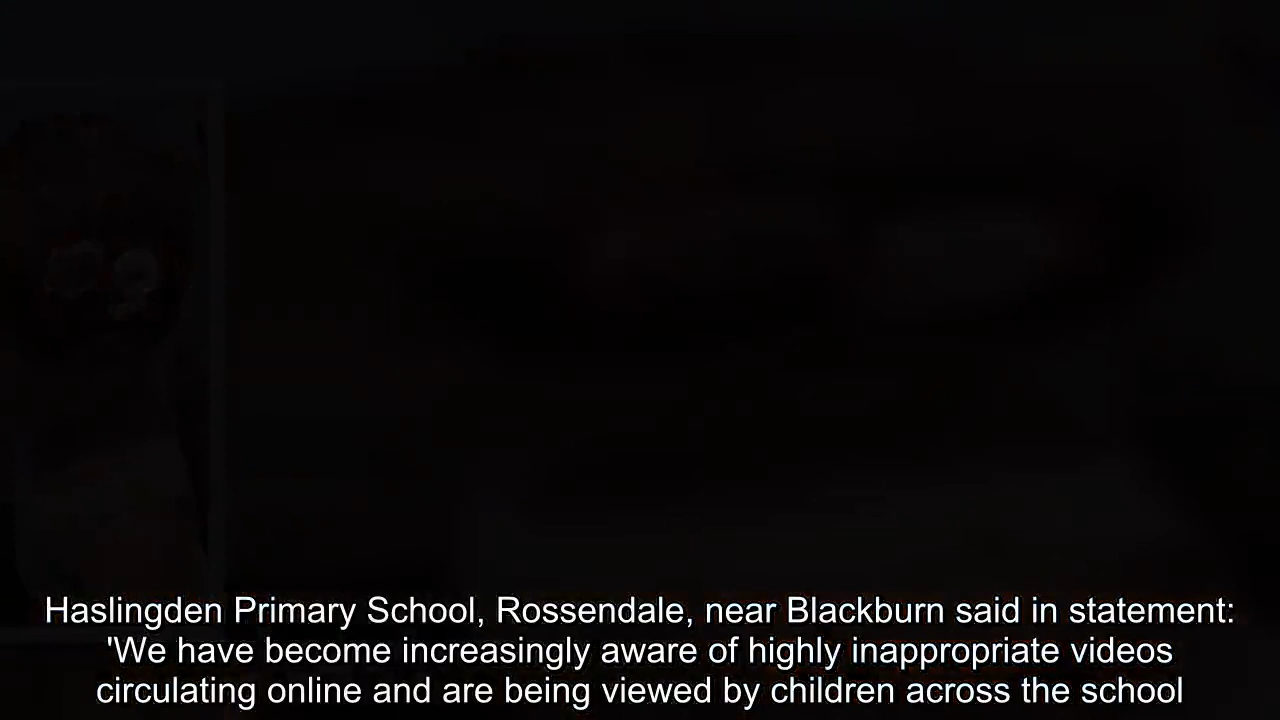 Haslingden Primary School, Rossendale, near Blackburn said in statement:
'We have become increasingly aware of highly inappropriate videos
circulating online and are being viewed by children across the school